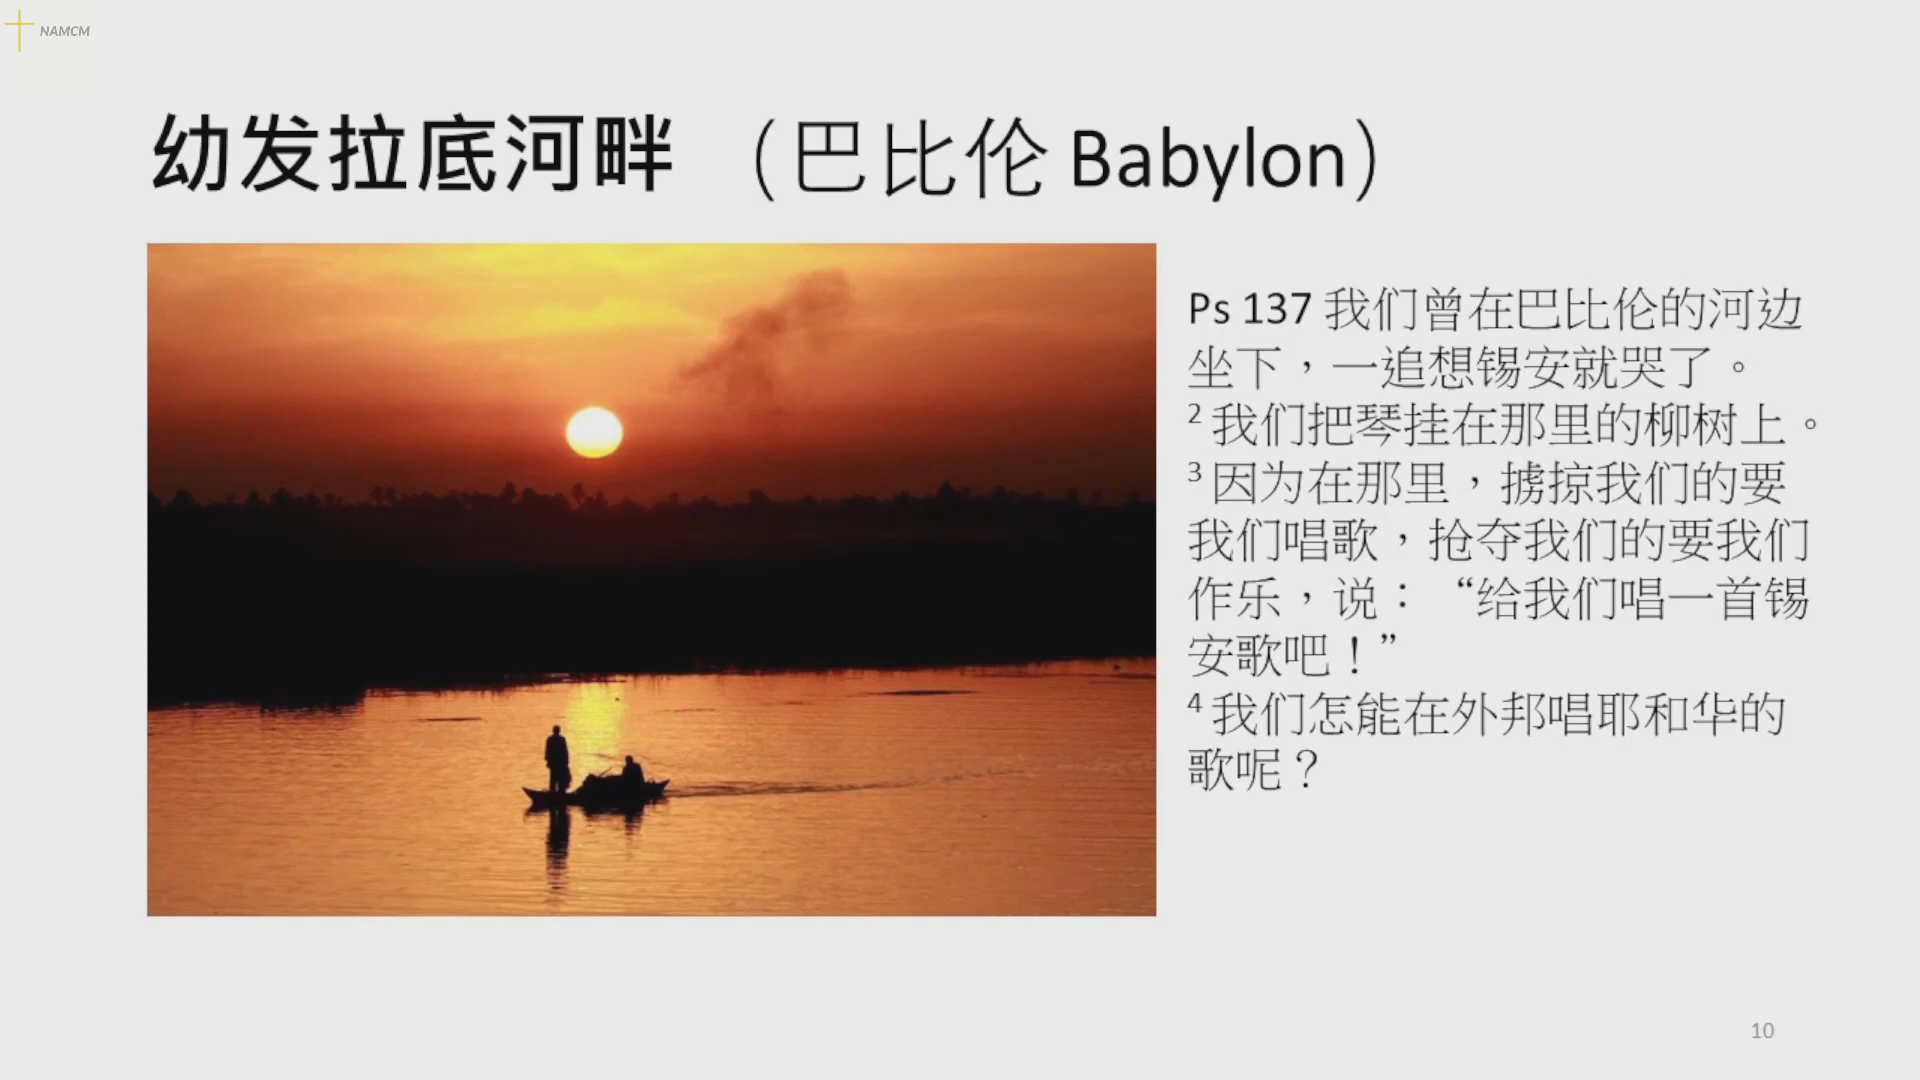 NAMCM
幼发拉底河畔 （巴比伦 Babylon）
Ps 137 我们曾在巴比伦的河边
坐下，一追想锡安就哭了。
2 我们把琴挂在那里的柳树上。
3 因为在那里，掳掠我们的要
我们唱歌，抢夺我们的要我们
作乐，说：“给我们唱一首锡
安歌吧！”
4 我们怎能在外邦唱耶和华的
歌呢？
10